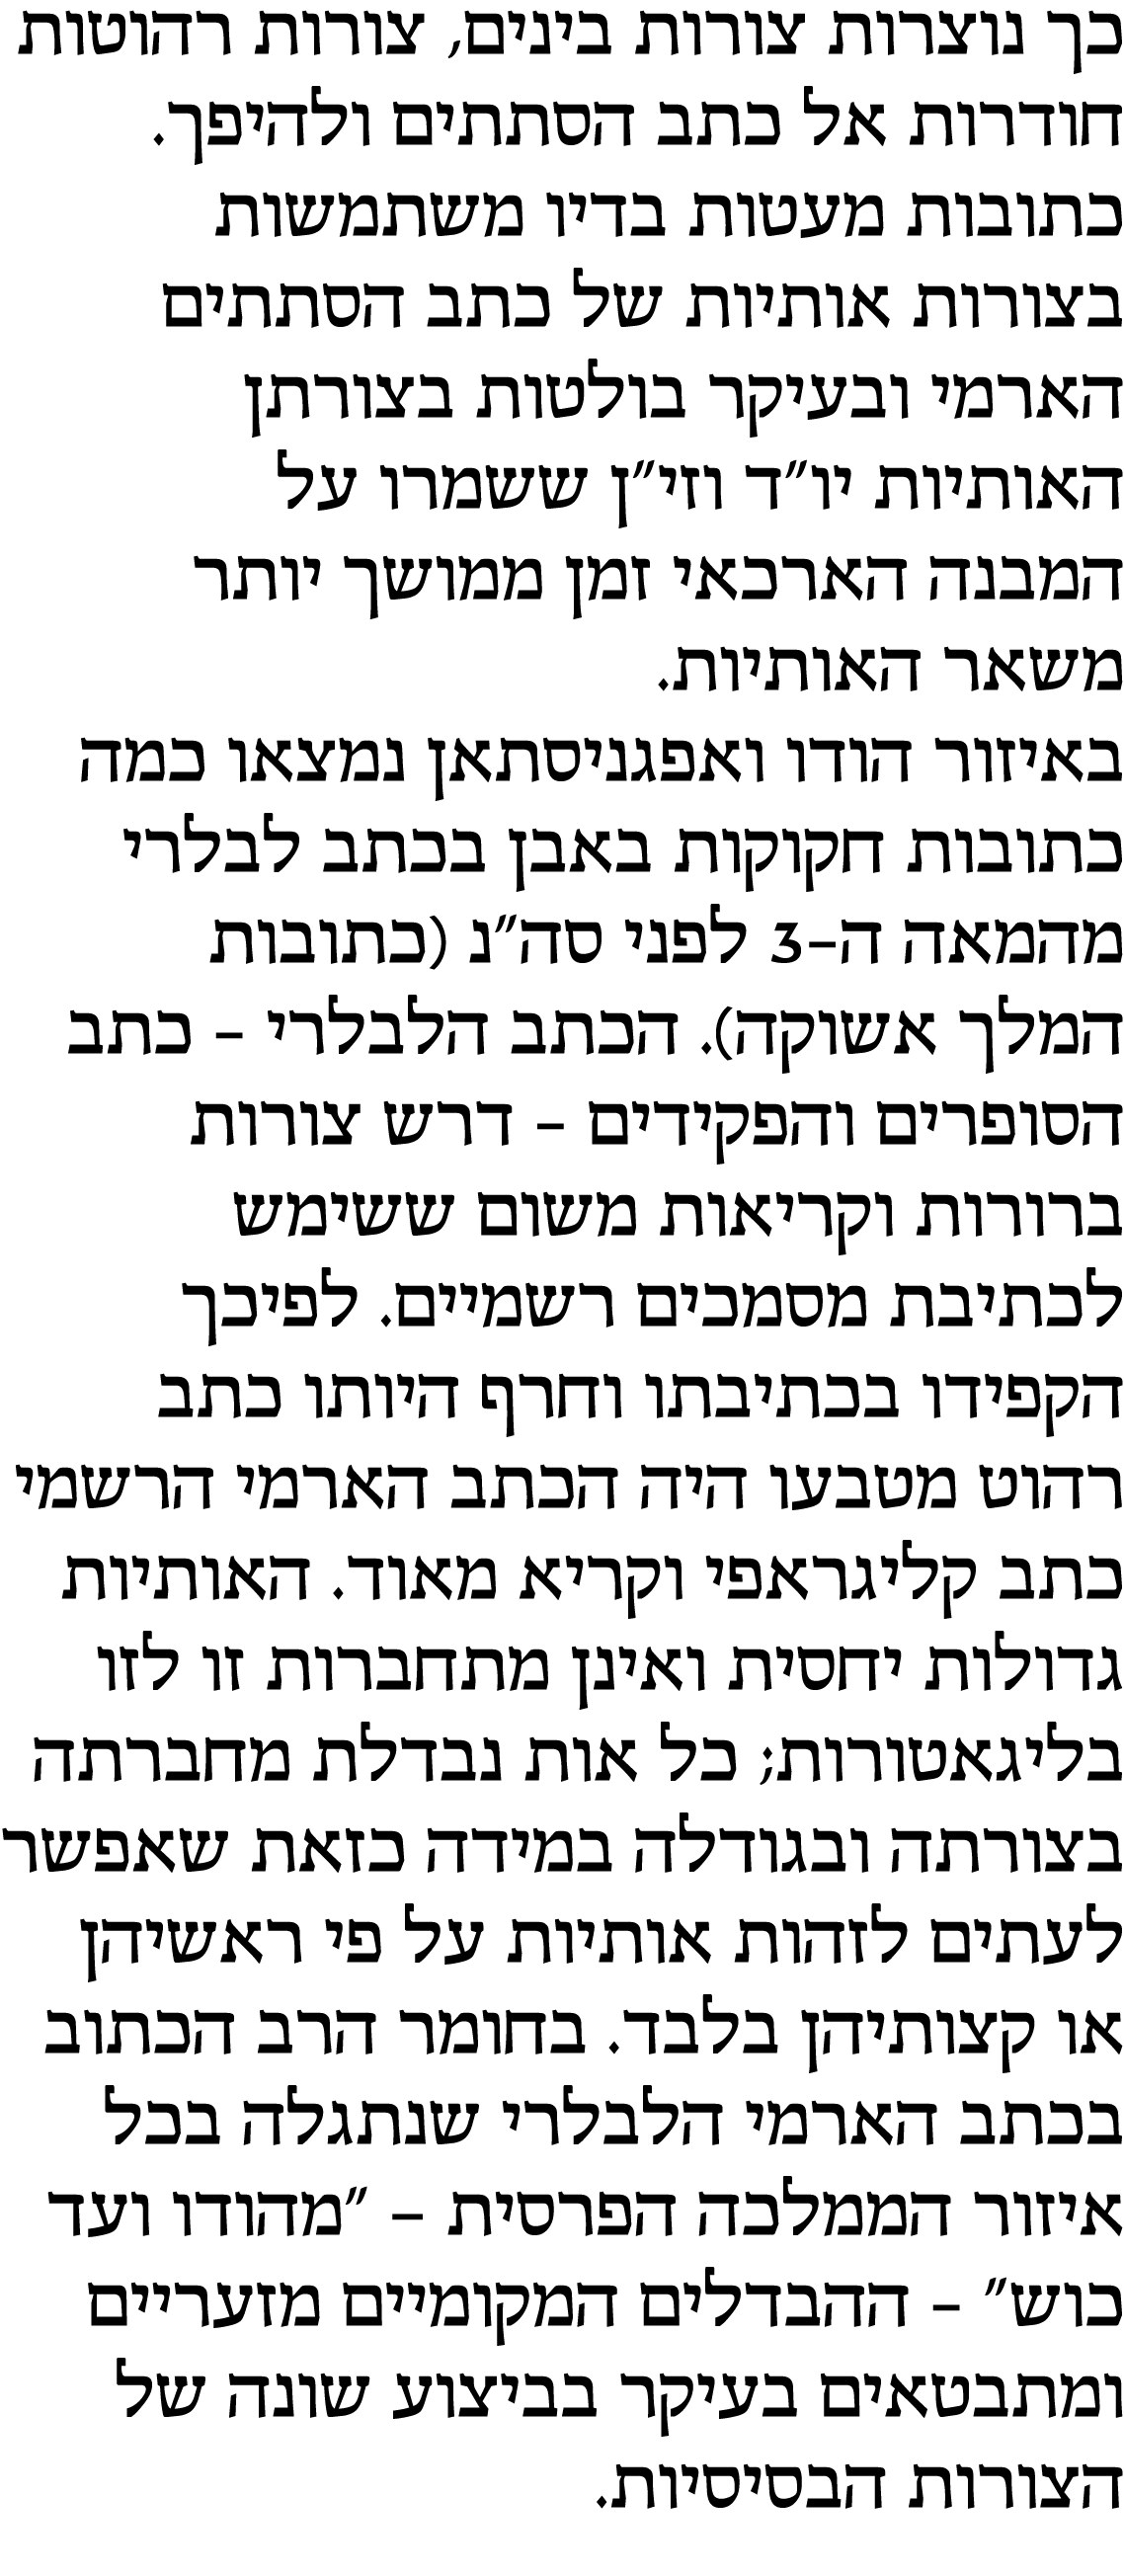 כך נוצרות צורות בינים, צורות רהוטות
חודרות אל כתב הסתתים ולהיפך.
כתובות מעטות בדיו משתמשות
בצורות אותיות של כתב הסתתים
הארמי ובעיקר בולטות בצורתן
האותיות יו״ד וזי״ן ששמרו על
המבנה הארכאי זמן ממושך יותר
משאר האותיות.
באיזור הודו ואפגניסתאן נמצאו כמה
כתובות חקוקות באבן בכתב לבלרי
מהמאה ה–3 לפני סה״נ (כתובות
המלך אשוקה). הכתב הלבלרי – כתב
הסופרים והפקידים – דרש צורות
ברורות וקריאות משום ששימש
לכתיבת מסמכים רשמיים. לפיכך
הקפידו בכתיבתו וחרף היותו כתב
רהוט מטבעו היה הכתב הארמי הרשמי
כתב קליגראפי וקריא מאוד. האותיות
גדולות יחסית ואינן מתחברות זו לזו
בליגאטורות; כל אות נבדלת מחברתה
בצורתה ובגודלה במידה כזאת שאפשר
לעתים לזהות אותיות על פי ראשיהן
או קצותיהן בלבד. בחומר הרב הכתוב
בכתב הארמי הלבלרי שנתגלה בכל
איזור הממלכה הפרסית – ״מהודו ועד
כוש״ – ההבדלים המקומיים מזעריים
ומתבטאים בעיקר בביצוע שונה של
הצורות הבסיסיות.